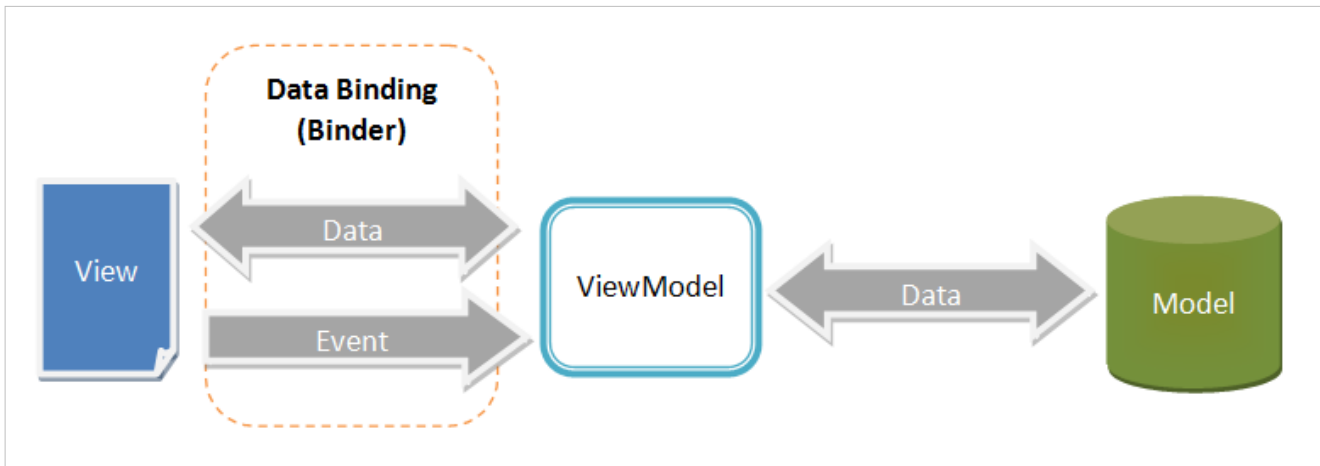 Data Binding
(Binder)
Data
View
Event
ViewModel
Data
Model